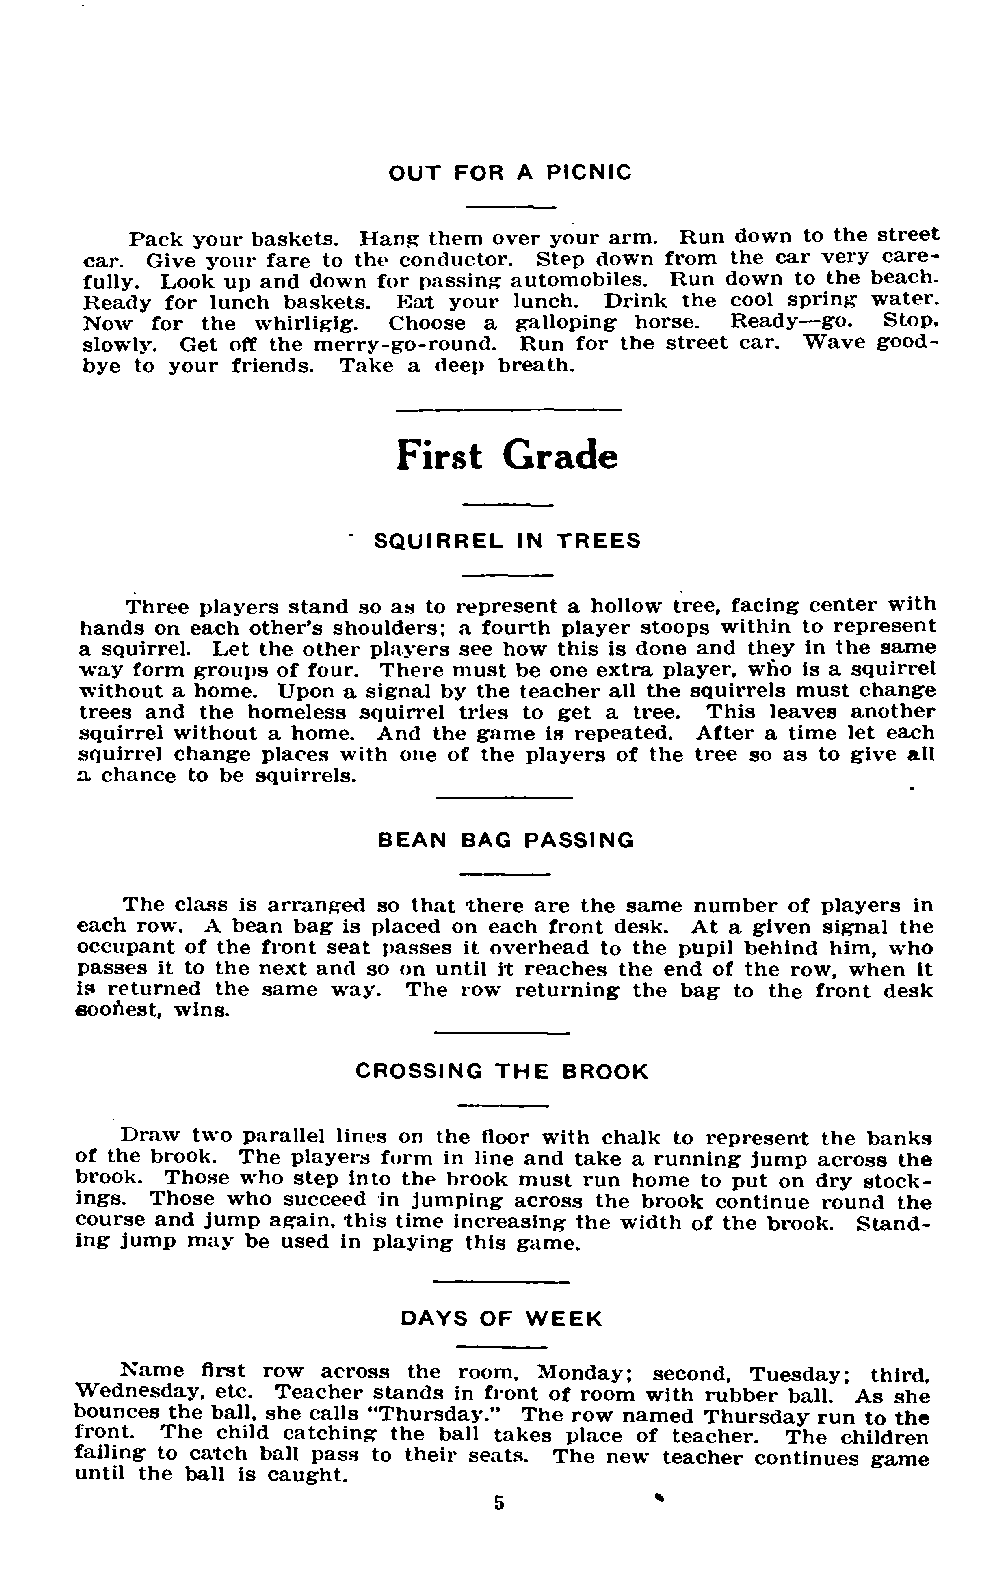 OUT FOR A PICNIC
Pack your baskets. Hang them over your arm. Run down to the street
car. Give your fare to the conductor. Step down from the car very care-
fully. Look up and down for passing automobiles. Run down to the beach.
Ready for lunch baskets. Eat your lunch. Drink the cool spring water.
Now for the whirligig. Choose a galloping horse. Ready—go. Stop.
slowly. Get off the merry-go-round. Run for the street car. Wave good-
bye to your friends. Take a deep breath.
First Grade
SQUIRREL IN TREES
Three players stand so as to represent a hollow tree, facing center with
hands on each other's shoulders; a fourth player stoops within to represent
a squirrel. Let the other players see how this is done and they in the same
way form groups of four. There must be one extra player, who is a squirrel
without a home. Upon a signal by the teacher all the squirrels must change
trees and the homeless squirrel tries to get a tree. This leaves another
squirrel without a home. And the game is repeated. After a time let each
squirrel change places with one of the players of the tree so as to give all
a chance to be squirrels.
BEAN BAG PASSING
The class is arranged so that there are the same number of players in
each row. A bean bag is placed on each front desk. At a given signal the
occupant of the front seat passes it overhead to the pupil behind him, who
passes it to the next and so on until it reaches the end of the row, when it
is returned the same way. The row returning the bag to the front desk
soonest, wins.
CROSSING THE BROOK
Draw two parallel lines on the floor with chalk to represent the banks
of the brook. The players form in line and take a running jump across the
brook. Those who step into the brook must run home to put on dry stock-
ings. Those who succeed in jumping across the brook continue round the
course and jump again, this time increasing the width of the brook. Stand-
ing jump may be used in playing this game.
DAYS OF WEEK
Name first row across the room, Monday; second, Tuesday; third,
Wednesday, etc. Teacher stands in front of room with rubber ball. As she
bounces the ball, she calls "Thursday." The row named Thursday run to the
front. The child catching the ball takes place of teacher. The children
failing to catch ball pass to their seats. The new teacher continues game
until the ball is caught.
5